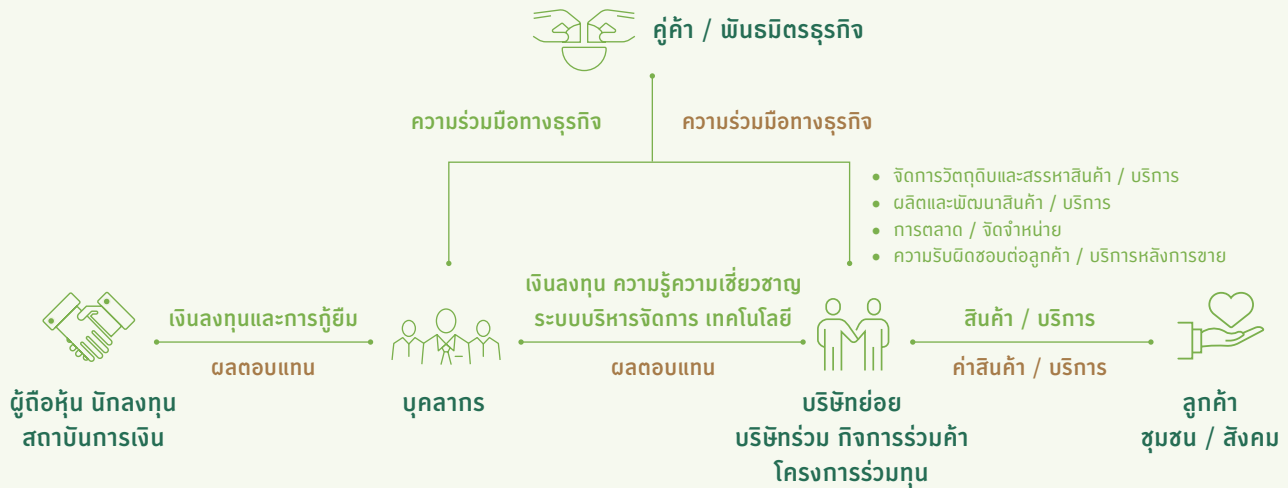 คู่ค้า / พันธมิตรธุรกิจ
ความร่วมมือทางธุรกิจ
ความร่วมมือทางธุรกิจ
• จัดการวัตถุดิบและสรรหาสินค้า / บริการ
• ผลิตและพัฒนาสินค้า / บริการ
• การตลาด / จัดจำหน่าย
• ความรับผิดชอบต่อลูกค้า / บริการหลังการขาย
เงินลงทุนและการกู้ยืม
ผลตอบแทน
เงินลงทุน ความรู้ความเชี่ยวชาญ
ระบบบริหารจัดการ เทคโนโลยี
ผลตอบแทน
สินค้า / บริการ
ค่าสินค้า / บริการ
ผู้ถือหุ้น นักลงทุน
สถาบันการเงิน
บุคลากร
บริษัทย่อย
บริษัทร่วม กิจการร่วมค้า
โครงการร่วมทุน
ลูกค้า
ชุมชน / สังคม